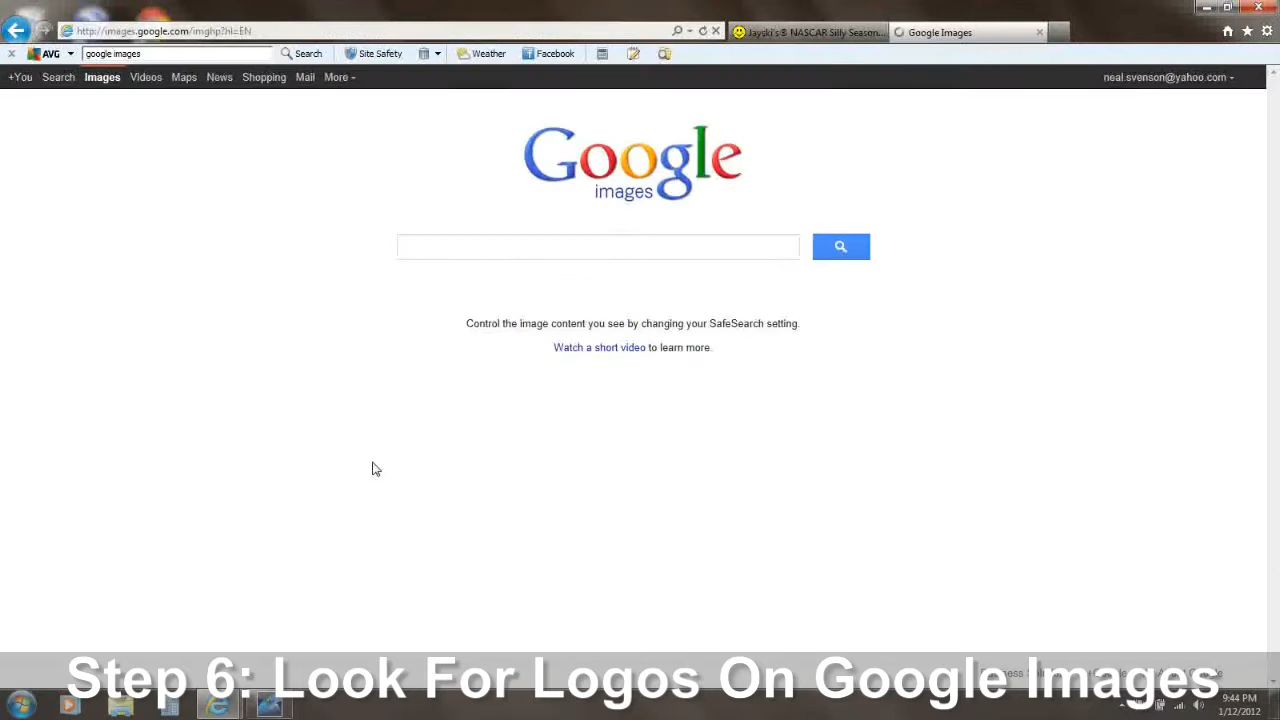 http://images.google.com/imghp?hl=EN
Jayski's® NASCAR Silly Season...
Google Images
AVG
google images
Search
Site Safety
Weather
Facebook
+You Search Images Videos Maps News Shopping Mail More
neal.svenson@yahoo.com
Google
images
Control the image content you see by changing your SafeSearch setting.
Watch a short video to learn more.
Step 6: Look For Logos On Google Images
9:44 PM
1/12/2012